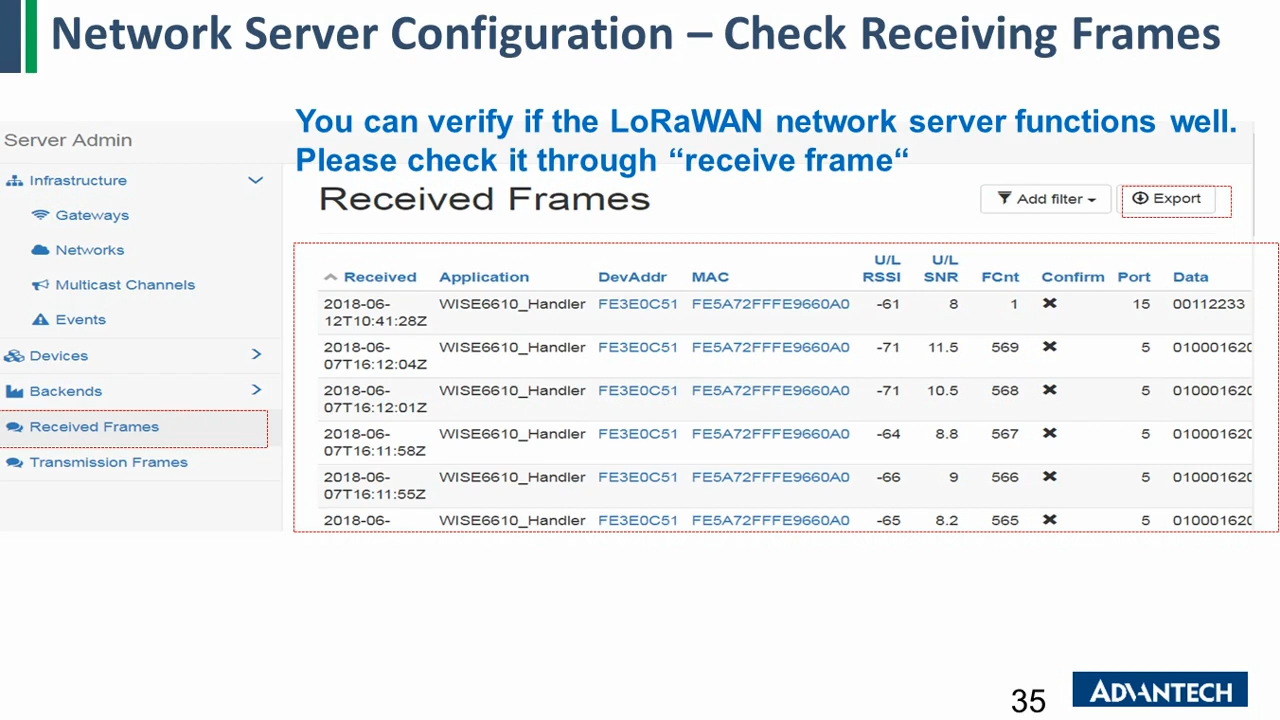 Network Server Configuration – Check Receiving Frames
You can verify if the LoRaWAN network server functions well.
Please check it through “receive frame“
Server Admin
Infrastructure
Gateways
Networks
Multicast Channels
Events
Devices
Backends
Received Frames
Transmission Frames
Received Frames
Add filter
Export
Received Application DevAddr MAC U/L RSSI U/L SNR FCnt Confirm Port Data
2018-06-12T10:41:28Z WISE6610_Handler FE3E0C51 FE5A72FFFE9660A0 -61 8 1 ✖ 15 00112233
2018-06-07T16:12:04Z WISE6610_Handler FE3E0C51 FE5A72FFFE9660A0 -71 11.5 569 ✖ 5 010001620
2018-06-07T16:12:01Z WISE6610_Handler FE3E0C51 FE5A72FFFE9660A0 -71 10.5 568 ✖ 5 010001620
2018-06-07T16:11:58Z WISE6610_Handler FE3E0C51 FE5A72FFFE9660A0 -64 8.8 567 ✖ 5 010001620
2018-06-07T16:11:55Z WISE6610_Handler FE3E0C51 FE5A72FFFE9660A0 -66 9 566 ✖ 5 010001620
2018-06- WISE6610_Handler FE3E0C51 FE5A72FFFE9660A0 -65 8.2 565 ✖ 5 010001620
35
ADVANTECH